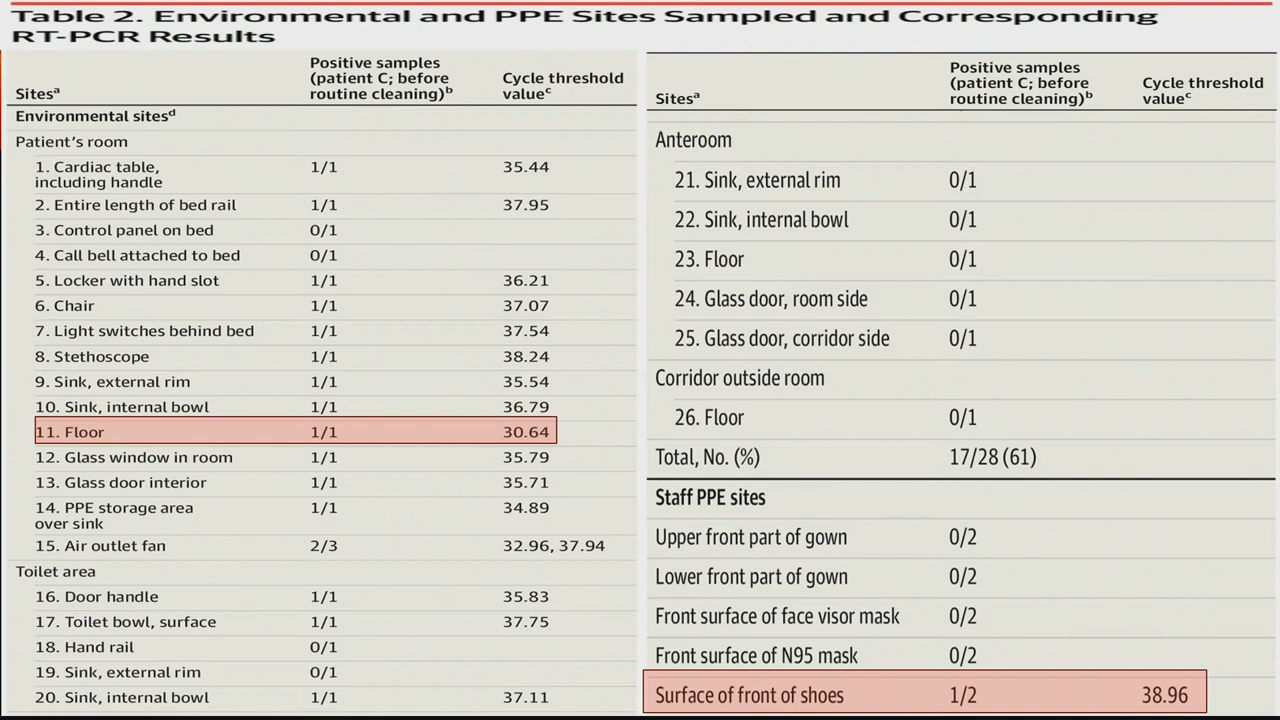 Table 2. Environmental and PPE Sites Sampled and Corresponding
RT-PCR Results
Sitesᵃ Positive samples (patient C; before routine cleaning)ᵇ Cycle threshold valueᶜ
Environmental sitesᵈ
Patient's room
1. Cardiac table, including handle 1/1 35.44
2. Entire length of bed rail 1/1 37.95
3. Control panel on bed 0/1
4. Call bell attached to bed 0/1
5. Locker with hand slot 1/1 36.21
6. Chair 1/1 37.07
7. Light switches behind bed 1/1 37.54
8. Stethoscope 1/1 38.24
9. Sink, external rim 1/1 35.54
10. Sink, internal bowl 1/1 36.79
11. Floor 1/1 30.64
12. Glass window in room 1/1 35.79
13. Glass door interior 1/1 35.71
14. PPE storage area over sink 1/1 34.89
15. Air outlet fan 2/3 32.96, 37.94
Toilet area
16. Door handle 1/1 35.83
17. Toilet bowl, surface 1/1 37.75
18. Hand rail 0/1
19. Sink, external rim 0/1
20. Sink, internal bowl 1/1 37.11
Sitesᵃ Positive samples (patient C; before routine cleaning)ᵇ Cycle threshold valueᶜ
Anteroom
21. Sink, external rim 0/1
22. Sink, internal bowl 0/1
23. Floor 0/1
24. Glass door, room side 0/1
25. Glass door, corridor side 0/1
Corridor outside room
26. Floor 0/1
Total, No. (%) 17/28 (61)
Staff PPE sites
Upper front part of gown 0/2
Lower front part of gown 0/2
Front surface of face visor mask 0/2
Front surface of N95 mask 0/2
Surface of front of shoes 1/2 38.96